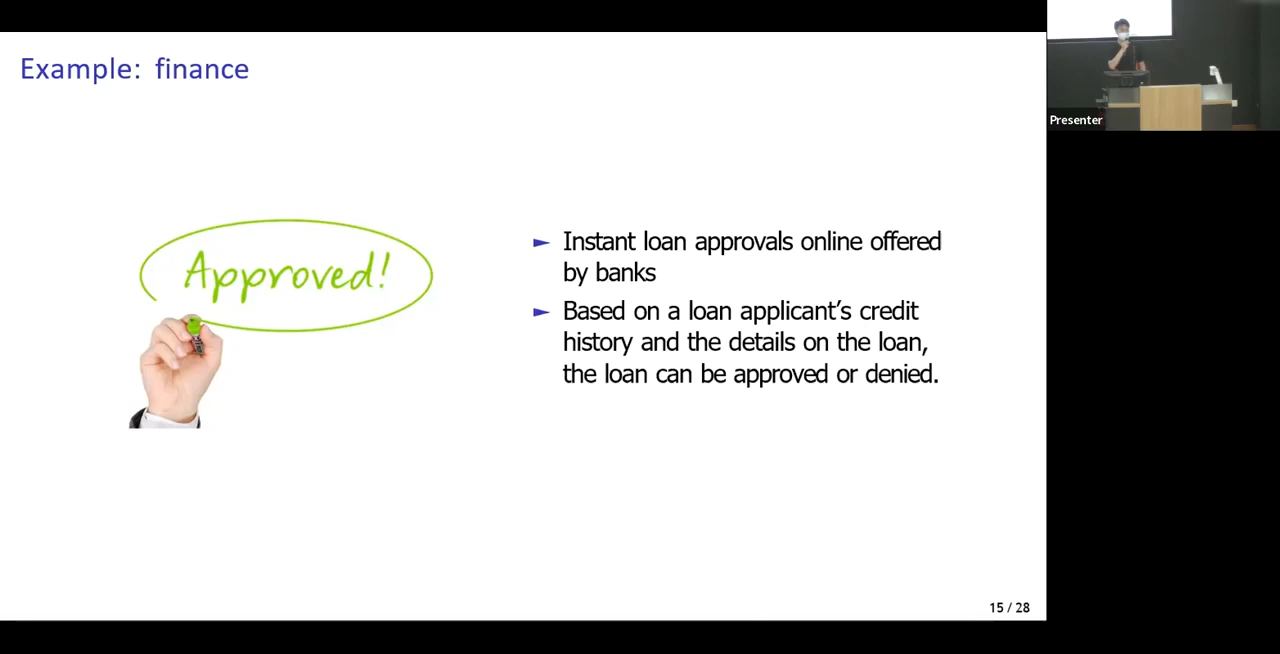 Example: finance
Approved!
► Instant loan approvals online offered
by banks
► Based on a loan applicant’s credit
history and the details on the loan,
the loan can be approved or denied.
15 / 28
Presenter